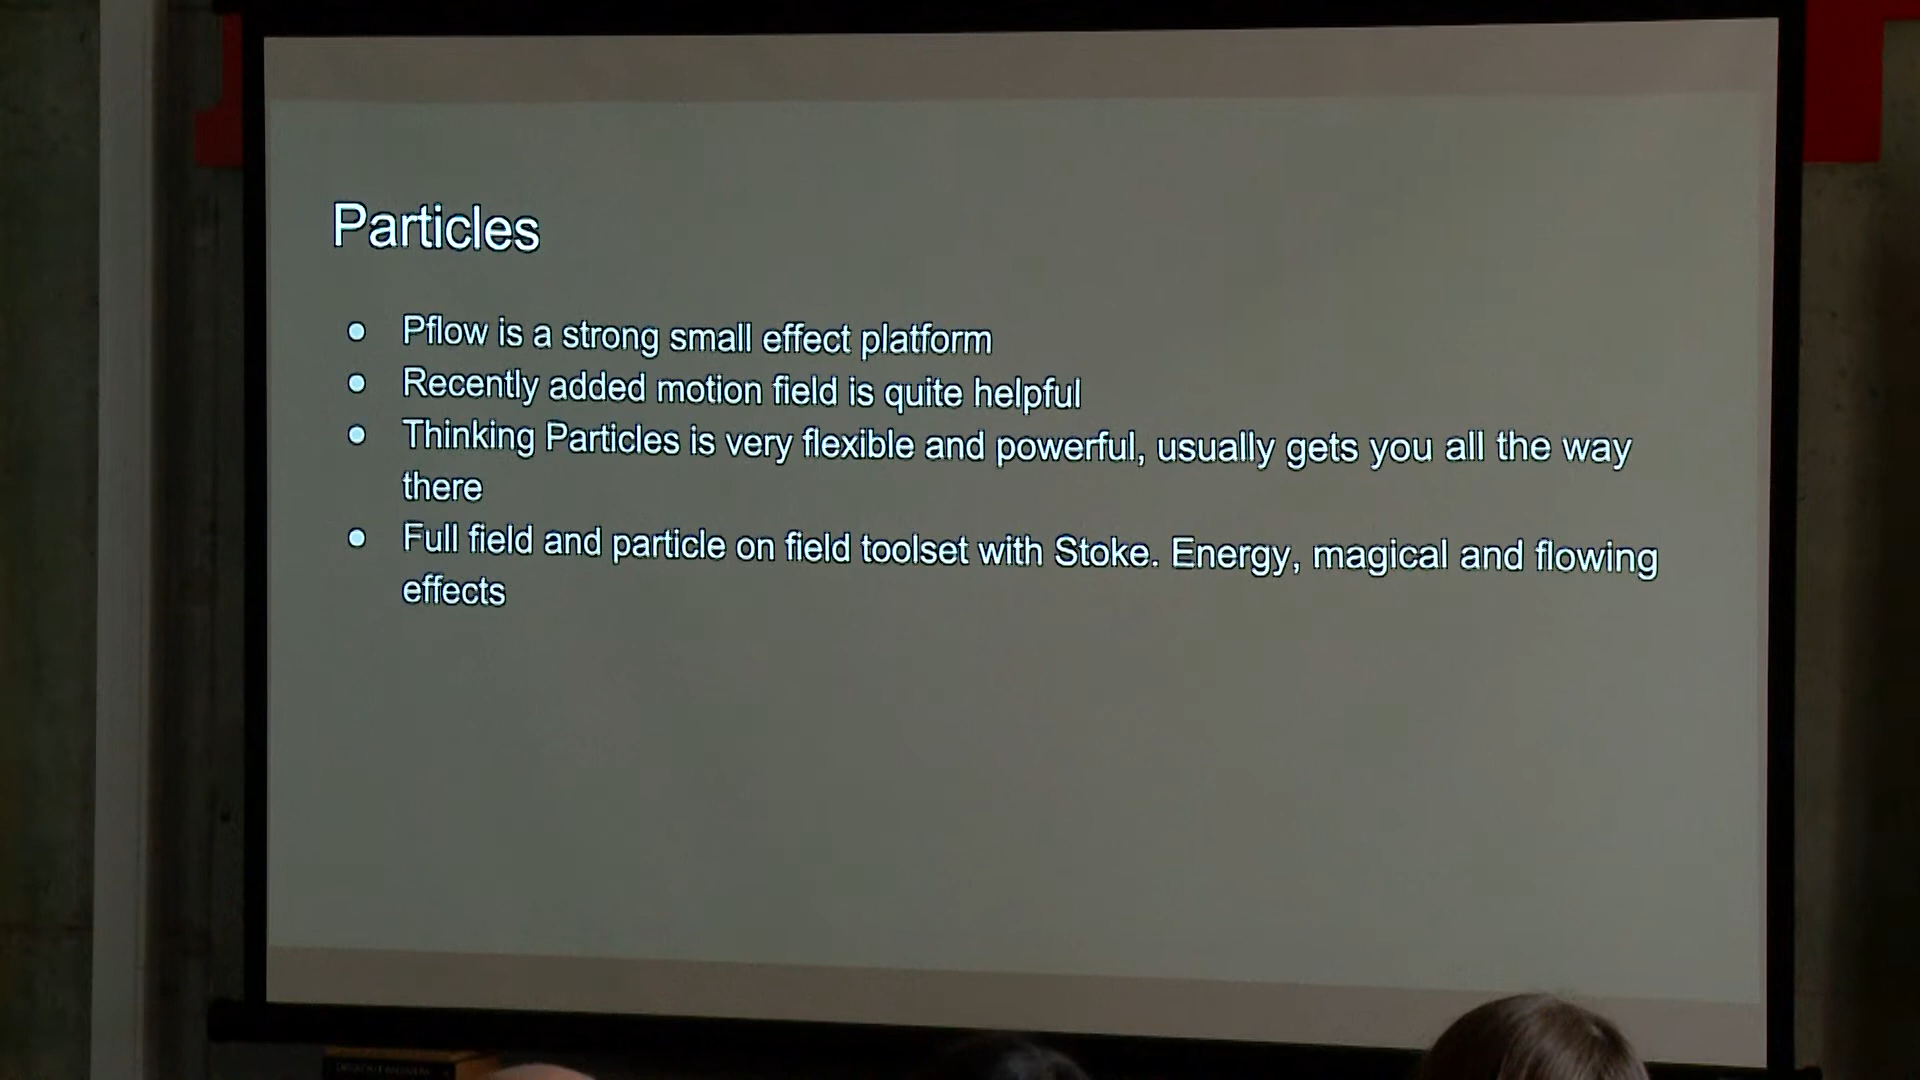 Particles
● Pflow is a strong small effect platform
● Recently added motion field is quite helpful
● Thinking Particles is very flexible and powerful, usually gets you all the way
there
● Full field and particle on field toolset with Stoke. Energy, magical and flowing
effects